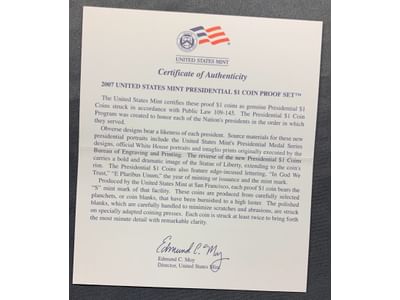 UNITED STATES MINT
Certificate of Authenticity
2007 UNITED STATES MINT PRESIDENTIAL $1 COIN PROOF SET™
The United States Mint certifies these proof $1 coins as genuine Presidential $1
Coins struck in accordance with Public Law 109-145. The Presidential $1 Coin
Program was created to honor each of the Nation's presidents in the order in which
they served.
Obverse designs bear a likeness of each president. Source materials for these new
presidential portraits include the United States Mint's Presidential Medal Series
designs, official White House portraits and intaglio prints originally executed by the
Bureau of Engraving and Printing. The reverse of the new Presidential $1 Coins
carries a bold and dramatic image of the Statue of Liberty, extending to the coin's
rim. The Presidential $1 Coins also feature edge-incused lettering, "In God We
Trust," "E Pluribus Unum," the year of minting or issuance and the mint mark.
Produced by the United States Mint at San Francisco, each proof $1 coin bears the
"S" mint mark of that facility. These coins are produced from carefully selected
planchets, or coin blanks, that have been burnished to a high luster. The polished
blanks, which are carefully handled to minimize scratches and abrasions, are struck
on specially adapted coining presses. Each coin is struck at least twice to bring forth
the most minute detail with remarkable clarity.
Edmund C. Moy
Edmund C. Moy
Director, United States Mint